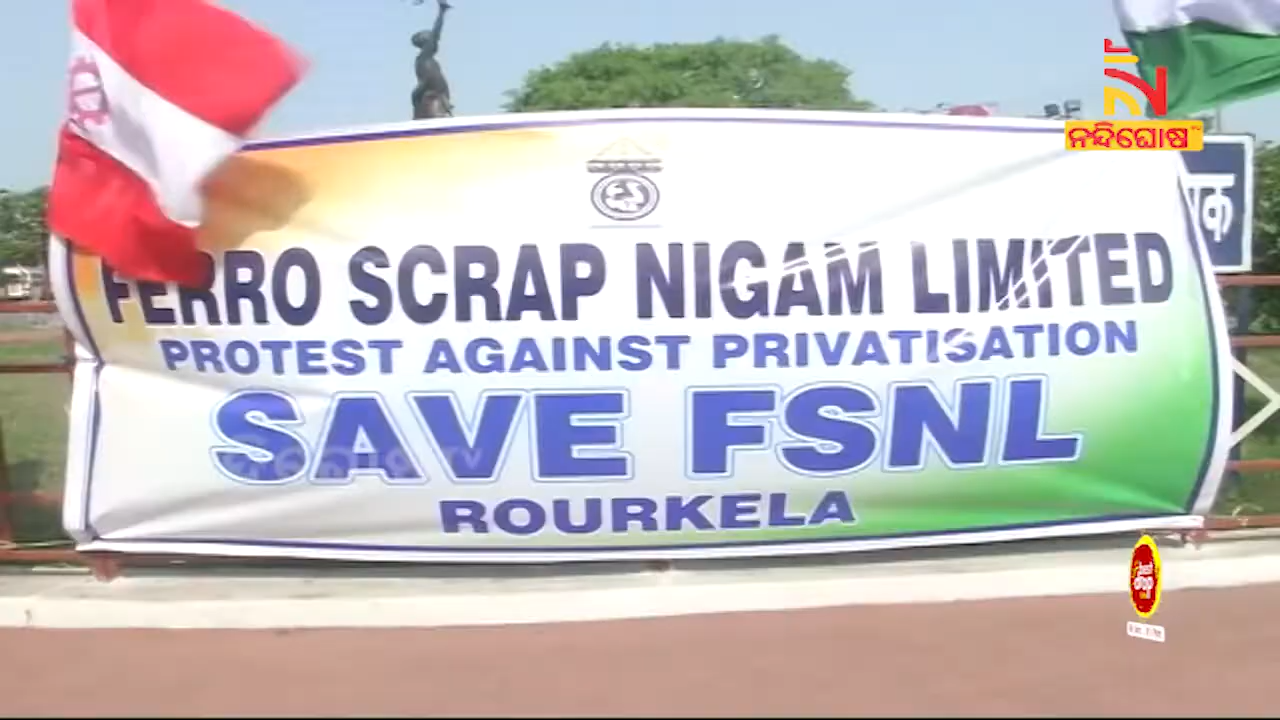 ନନ୍ଦିଘୋଷ
FERRO SCRAP NIGAM LIMITED
PROTEST AGAINST PRIVATISATION
SAVE FSNL
ROURKELA